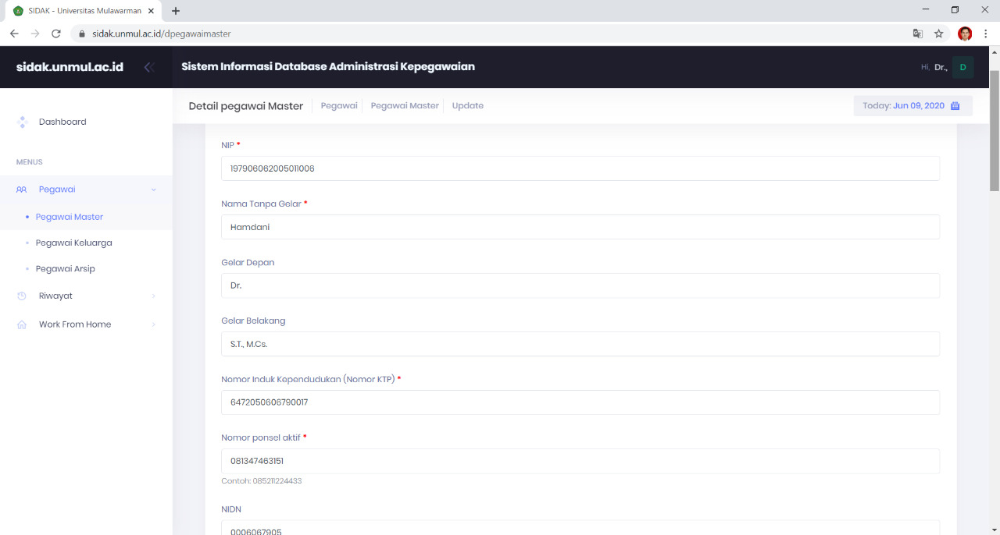 SIDAK - Universitas Mulawarman
sidak.unmul.ac.id/dpegawaimaster
sidak.unmul.ac.id
Sistem Informasi Database Administrasi Kepegawaian
Hi, Dr., D
Detail pegawai Master Pegawai Pegawai Master Update
Today: Jun 09, 2020
Dashboard
MENUS
Pegawai
Pegawai Master
Pegawai Keluarga
Pegawai Arsip
Riwayat
Work From Home
NIP *
197906062005011006
Nama Tanpa Gelar *
Hamdani
Gelar Depan
Dr.
Gelar Belakang
S.T., M.Cs.
Nomor Induk Kependudukan (Nomor KTP) *
6472050606790017
Nomor ponsel aktif *
081347463151
Contoh: 085211224433
NIDN
0006067905